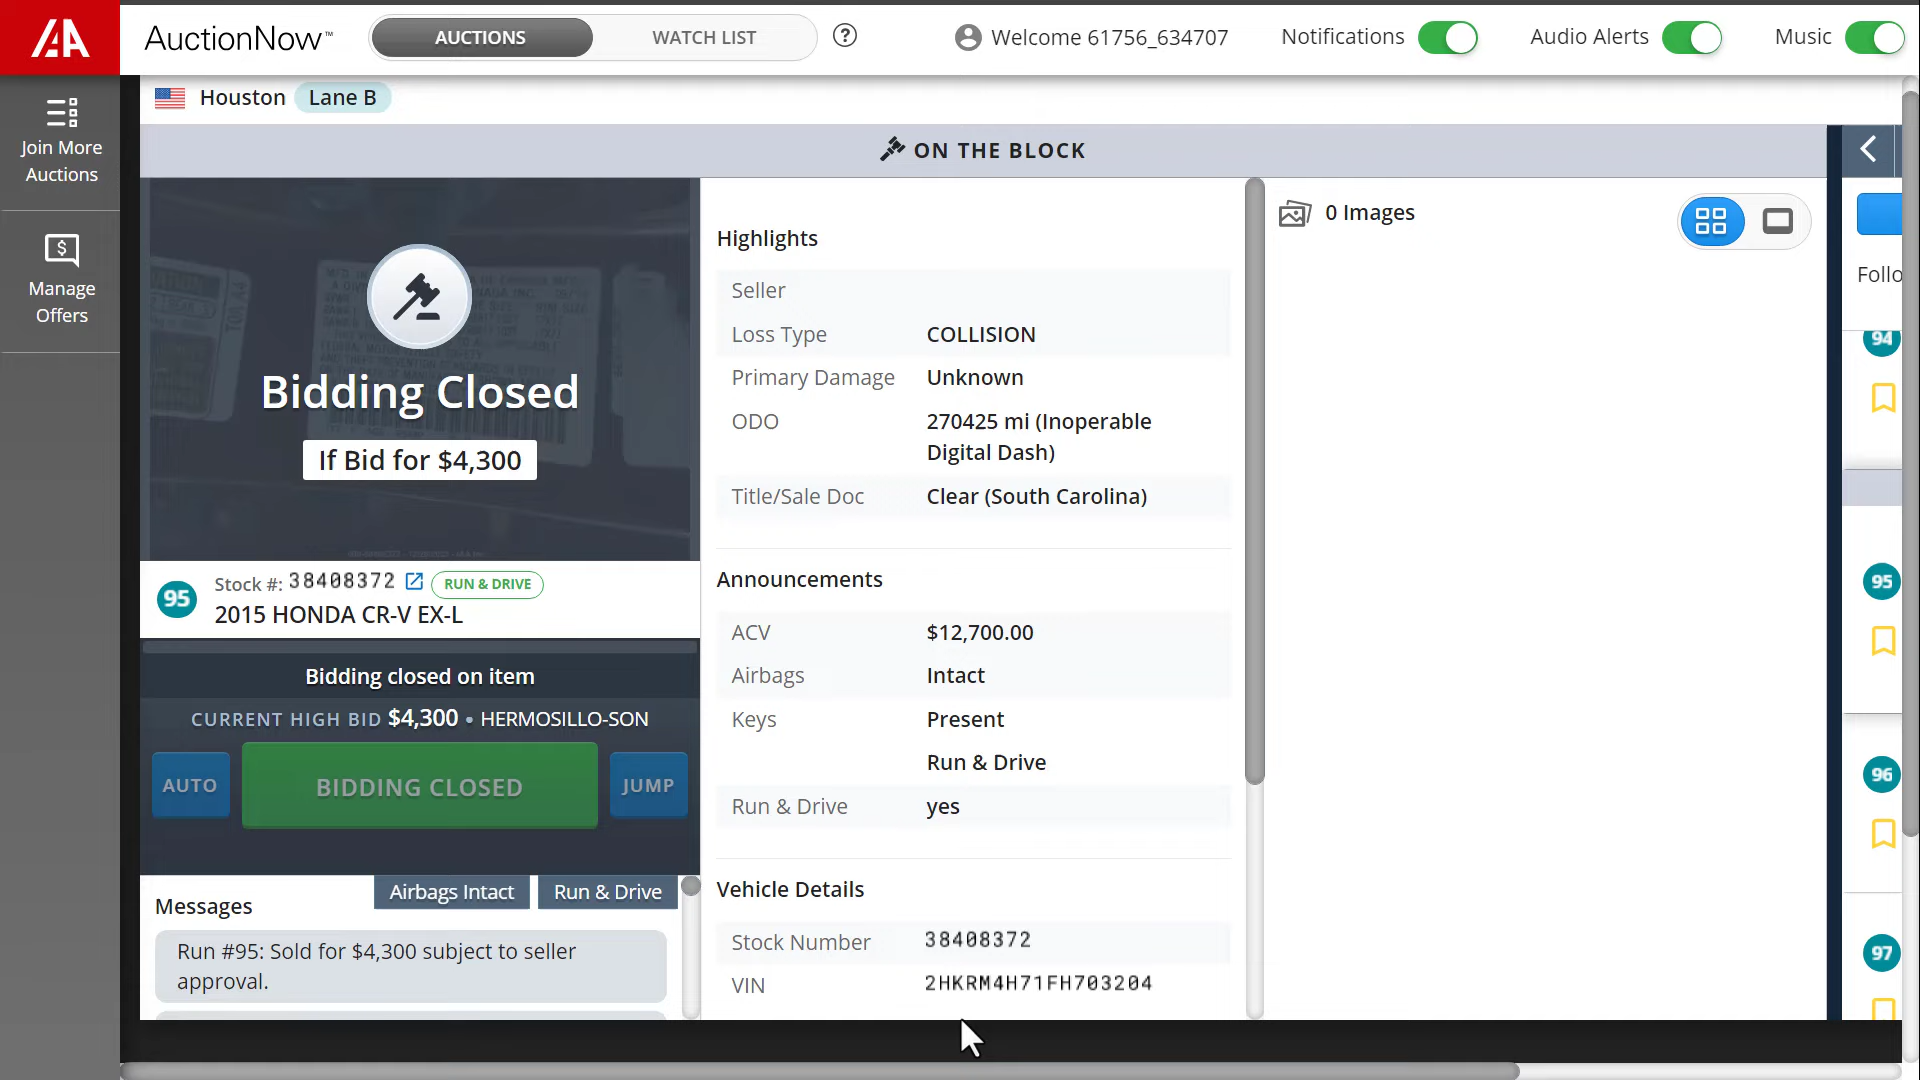 IAA AuctionNow™ AUCTIONS WATCH LIST ? Welcome 61756_634707 Notifications Audio Alerts Music
Join More
Auctions
Manage
Offers
Houston Lane B
ON THE BLOCK
Bidding Closed
If Bid for $4,300
95 Stock #: 38408372 RUN & DRIVE
2015 HONDA CR-V EX-L
Bidding closed on item
CURRENT HIGH BID $4,300 • HERMOSILLO-SON
AUTO BIDDING CLOSED JUMP
Messages Airbags Intact Run & Drive
Run #95: Sold for $4,300 subject to seller
approval.
Highlights
Seller
Loss Type COLLISION
Primary Damage Unknown
ODO 270425 mi (Inoperable
Digital Dash)
Title/Sale Doc Clear (South Carolina)
Announcements
ACV $12,700.00
Airbags Intact
Keys Present
Run & Drive
Run & Drive yes
Vehicle Details
Stock Number 38408372
VIN 2HKRM4H71FH703204
0 Images
Follo
94
95
96
97